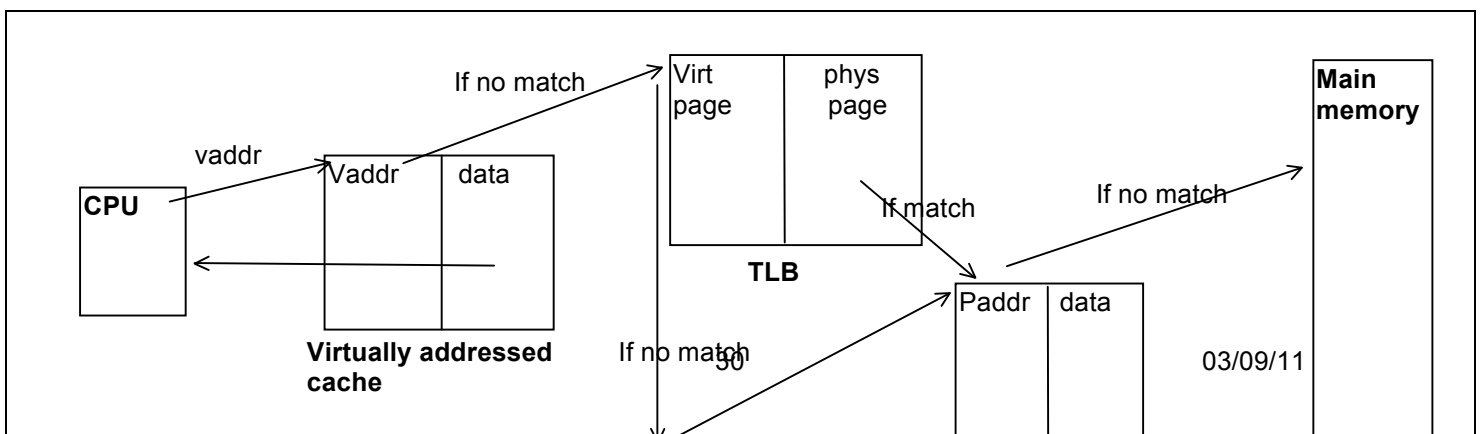 If no match
Virt page
phys page
Main memory
vaddr
Vaddr
data
CPU
If match
If no match
TLB
Paddr
data
Virtually addressed cache
If no match
30
03/09/11